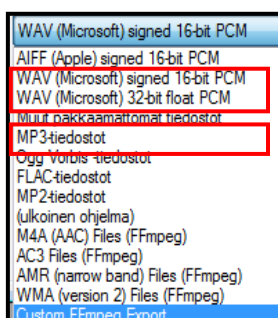 WAV (Microsoft) signed 16-bit PCM
AIFF (Apple) signed 16-bit PCM
WAV (Microsoft) signed 16-bit PCM
WAV (Microsoft) 32-bit float PCM
Muut pakkaamattomat tiedostot
MP3-tiedostot
Ogg Vorbis -tiedostot
FLAC-tiedostot
MP2-tiedostot
(ulkoinen ohjelma)
M4A (AAC) Files (FFmpeg)
AC3 Files (FFmpeg)
AMR (narrow band) Files (FFmpeg)
WMA (version 2) Files (FFmpeg)
Custom FFmpeg Export